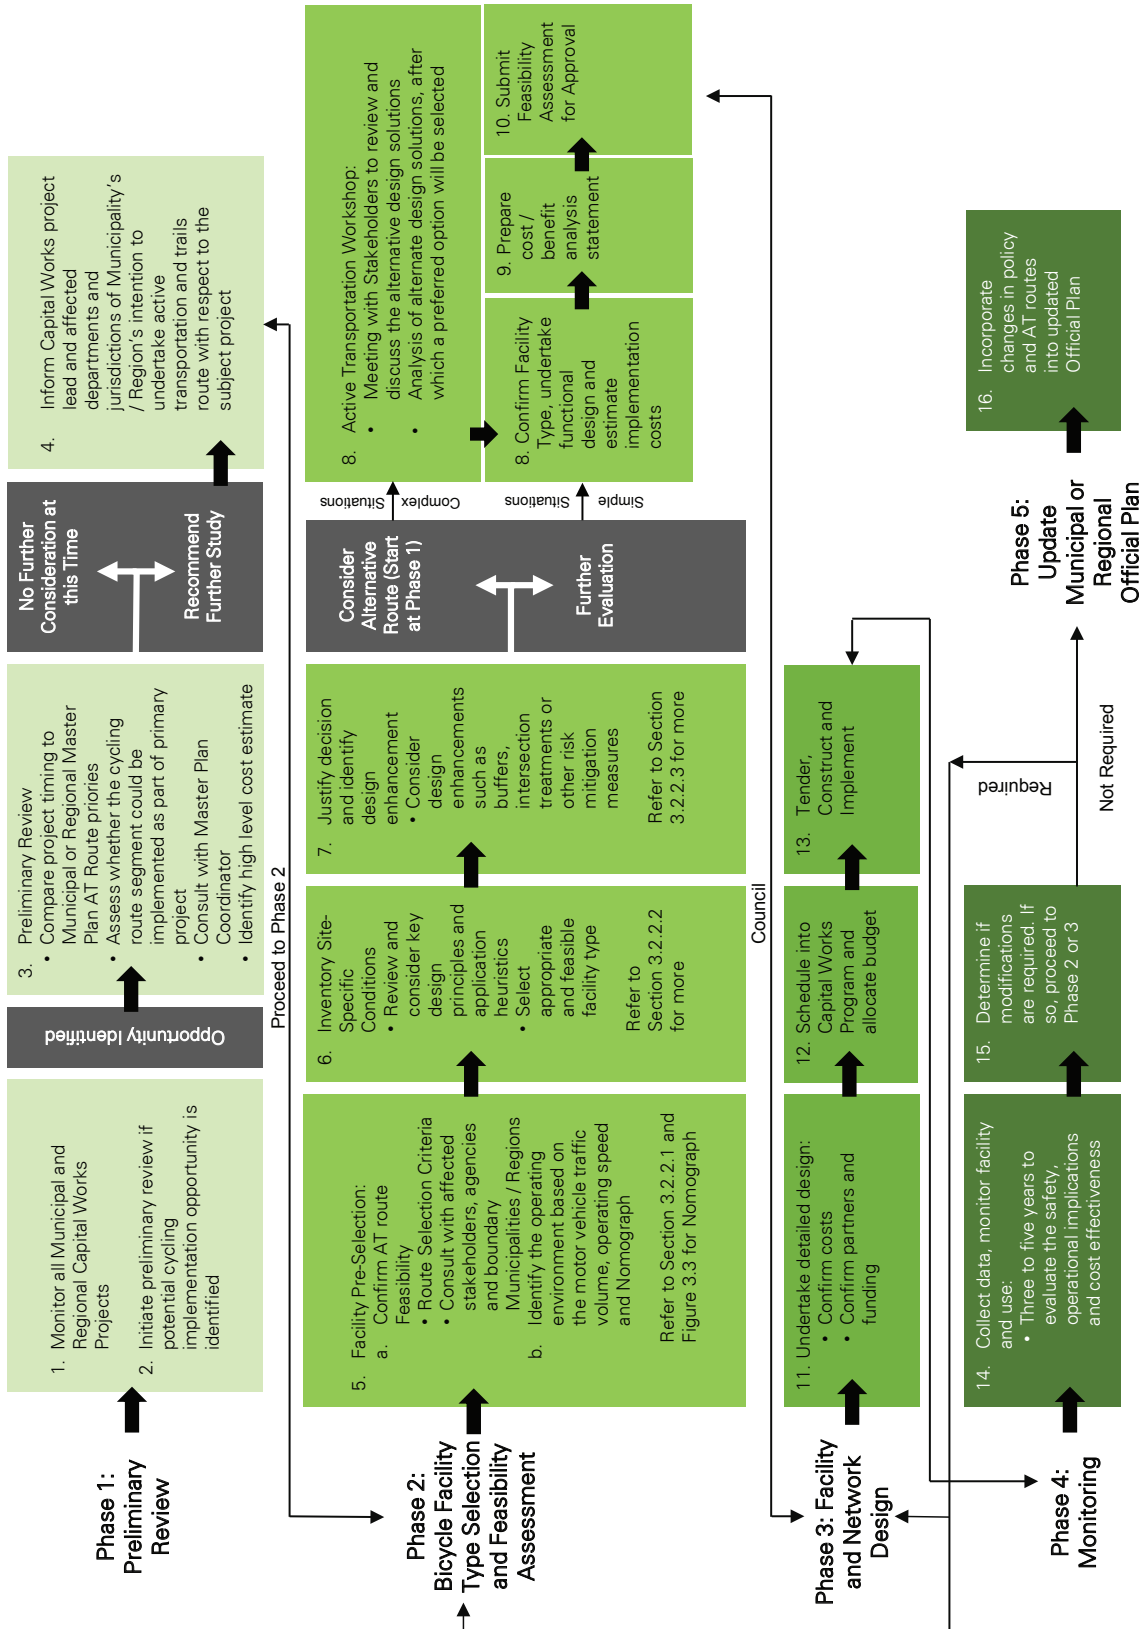 Phase 1:
Preliminary
Review
1. Monitor all Municipal and
Regional Capital Works
Projects
2. Initiate preliminary review if
potential cycling
implementation opportunity is
identified
Opportunity Identified
3. Preliminary Review
• Compare project timing to
Municipal or Regional Master
Plan AT Route priorities
• Assess whether the cycling
route segment could be
implemented as part of primary
project
• Consult with Master Plan
Coordinator
• Identify high level cost estimate
No Further
Consideration at
this Time
Recommend
Further Study
4. Inform Capital Works project
lead and affected
departments and
jurisdictions of Municipality's
/ Region's intention to
undertake active
transportation and trails
route with respect to the
subject project
Proceed to Phase 2
Phase 2:
Bicycle Facility
Type Selection
and Feasibility
Assessment
5. Facility Pre-Selection:
a. Confirm AT route
Feasibility
• Route Selection Criteria
• Consult with affected
stakeholders, agencies
and boundary
Municipalities / Regions
b. Identify the operating
environment based on
the motor vehicle traffic
volume, operating speed
and Nomograph
Refer to Section 3.2.2.1 and
Figure 3.3 for Nomograph
6. Inventory Site-
Specific
Conditions
• Review and
consider key
design
principles and
application
heuristics
• Select
appropriate
and feasible
facility type
Refer to
Section 3.2.2.2
for more
7. Justify decision
and identify
design
enhancement
• Consider
design
enhancements
such as
buffers,
intersection
treatments or
other risk
mitigation
measures
Refer to Section
3.2.2.3 for more
Consider
Alternative
Route (Start
at Phase 1)
Further
Evaluation
Complex
Situations
Simple
Situations
8. Active Transportation Workshop:
• Meeting with Stakeholders to review and
discuss the alternative design solutions
• Analysis of alternate design solutions, after
which a preferred option will be selected
8. Confirm Facility
Type, undertake
functional
design and
estimate
implementation
costs
9. Prepare
cost /
benefit
analysis
statement
10. Submit
Feasibility
Assessment
for Approval
Council
Phase 3: Facility
and Network
Design
11. Undertake detailed design:
• Confirm costs
• Confirm partners and
funding
12. Schedule into
Capital Works
Program and
allocate budget
13. Tender,
Construct and
Implement
Phase 4:
Monitoring
14. Collect data, monitor facility
and use:
• Three to five years to
evaluate the safety,
operational implications
and cost effectiveness
15. Determine if
modifications
are required. If
so, proceed to
Phase 2 or 3
Required
Not Required
Phase 5:
Update
Municipal or
Regional
Official Plan
16. Incorporate
changes in policy
and AT routes
into updated
Official Plan